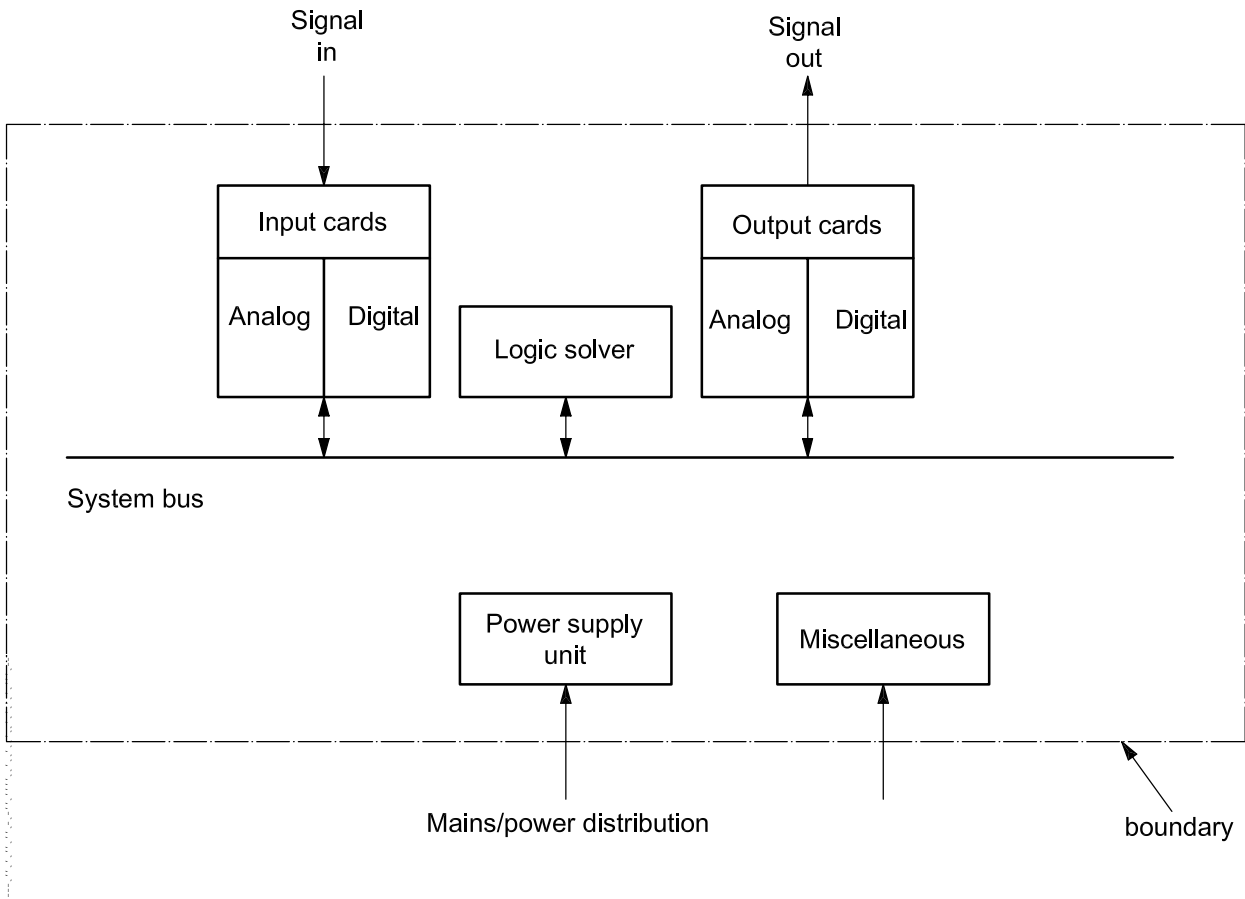 Signal
in
Signal
out
Input cards
Output cards
Analog
Digital
Logic solver
Analog
Digital
System bus
Power supply
unit
Miscellaneous
Mains/power distribution
boundary